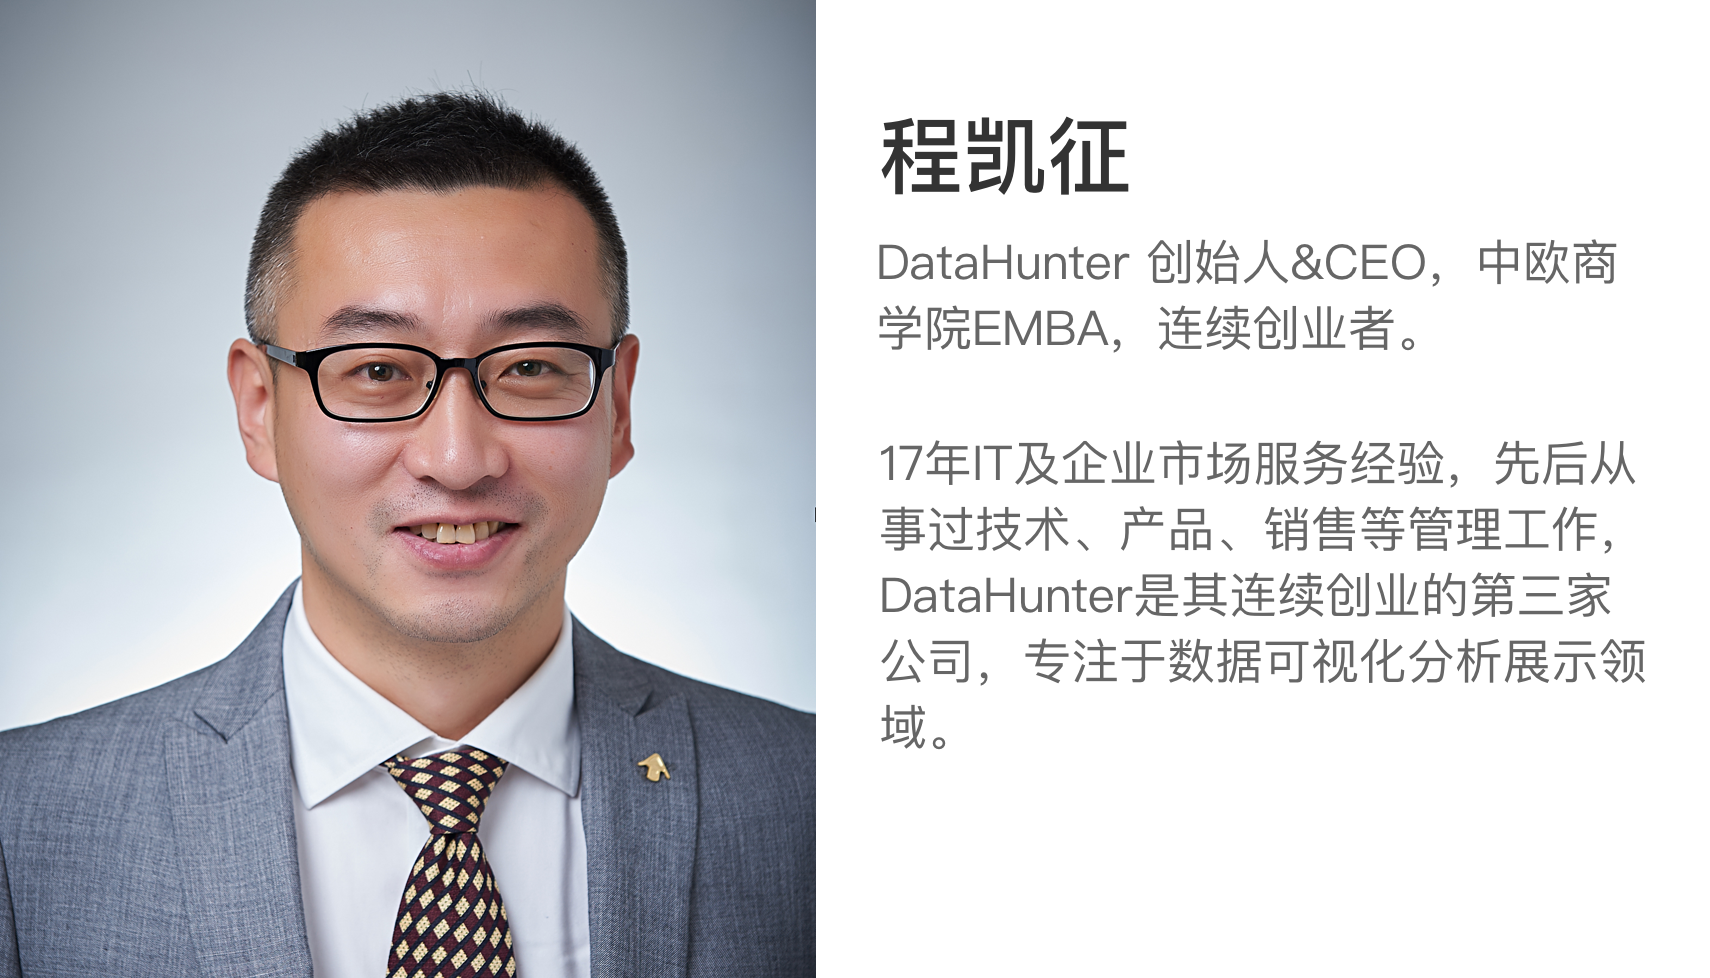 程凯征
DataHunter 创始人&CEO，中欧商
学院EMBA，连续创业者。
17年IT及企业市场服务经验，先后从
事过技术、产品、销售等管理工作，
DataHunter是其连续创业的第三家
公司，专注于数据可视化分析展示领
域。